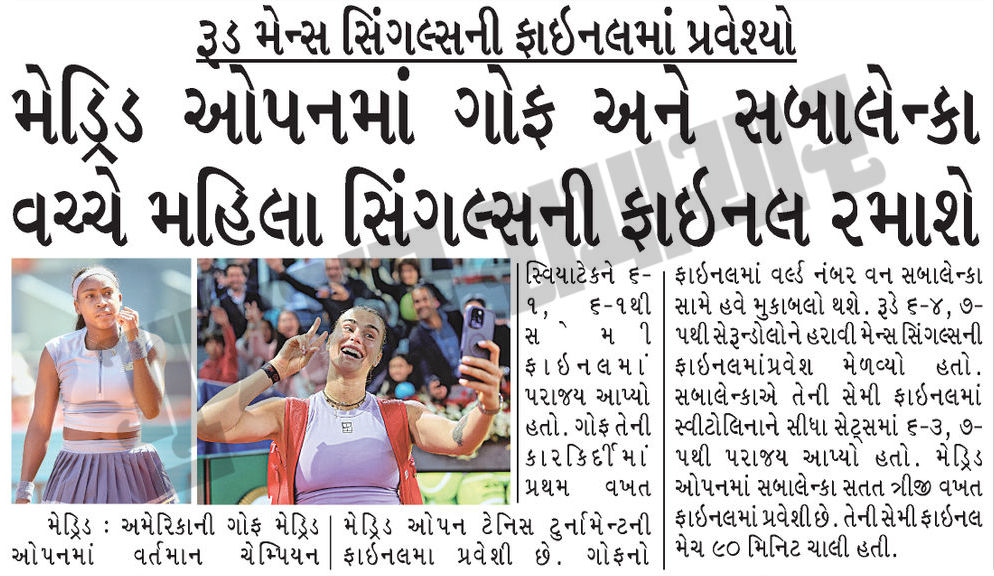 રૂડ મેન્સ સિંગલ્સની ફાઇનલમાં પ્રવેશ્યો
મેડ્રિડ ઓપનમાં ગોફ અને સબાલેન્કા
વચ્ચે મહિલા સિંગલ્સની ફાઇનલ રમાશે
મેડ્રિડ : અમેરિકાની ગોફ મેડ્રિડ
ઓપનમાં વર્તમાન ચેમ્પિયન
સ્વિયાટેકને ૬-
૧, ૬-૧થી
સેમી
ફાઇનલમાં
પરાજય આપ્યો
હતો. ગોફ તેની
કારકિર્દીમાં
પ્રથમ વખત
મેડ્રિડ ઓપન ટેનિસ ટુર્નામેન્ટની
ફાઇનલમા પ્રવેશી છે. ગોફનો
ફાઇનલમાં વર્લ્ડ નંબર વન સબાલેન્કા
સામે હવે મુકાબલો થશે. રૂડે ૬-૪, ૭-
૫થી સેરૂન્ડોલોને હરાવી મેન્સ સિંગલ્સની
ફાઇનલમાં પ્રવેશ મેળવ્યો હતો.
સબાલેન્કાએ તેની સેમી ફાઇનલમાં
સ્વીટોલિનાને સીધા સેટ્સમાં ૬-૩, ૭-
૫થી પરાજય આપ્યો હતો. મેડ્રિડ
ઓપનમાં સબાલેન્કા સતત ત્રીજી વખત
ફાઇનલમાં પ્રવેશી છે. તેની સેમી ફાઇનલ
મેચ ૯૦ મિનિટ ચાલી હતી.